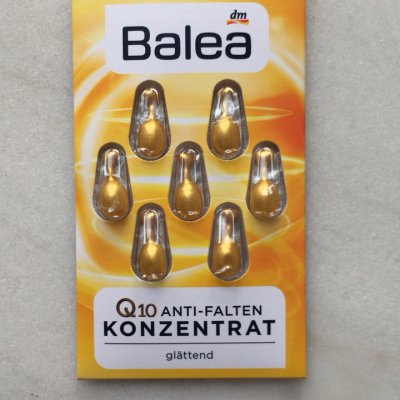 dm
Balea
Q10 ANTI-FALTEN
KONZENTRAT
glättend